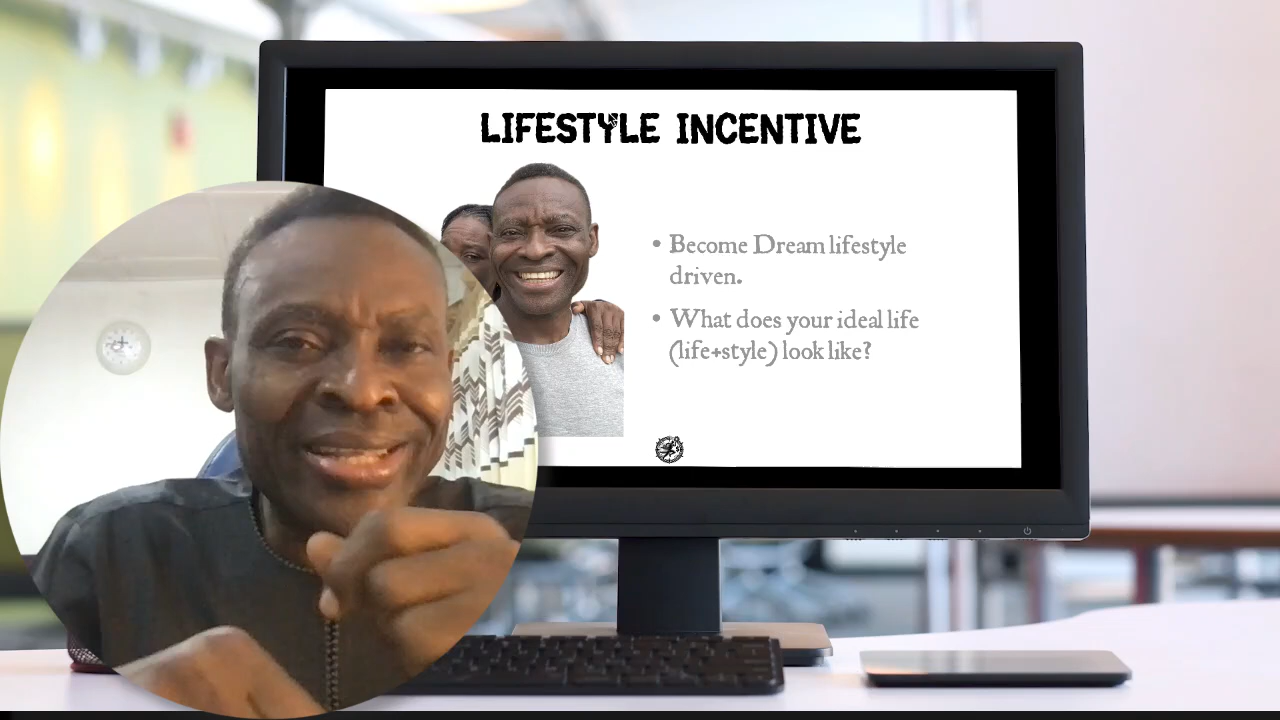 LIFESTYLE INCENTIVE
• Become Dream lifestyle
driven.
• What does your ideal life
(life+style) look like?